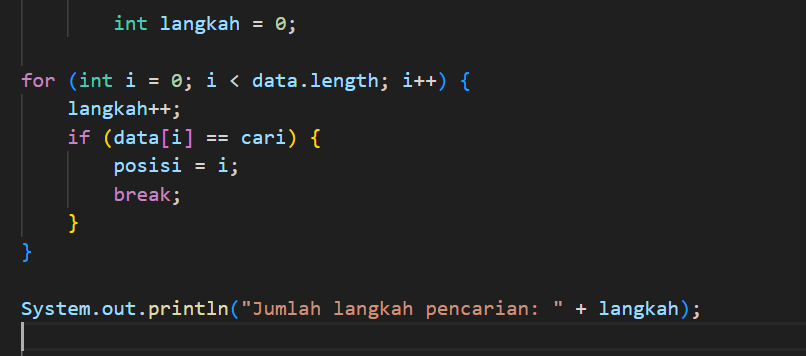 int langkah = 0;
for (int i = 0; i < data.length; i++) {
langkah++;
if (data[i] == cari) {
posisi = i;
break;
}
}
System.out.println("Jumlah langkah pencarian: " + langkah);